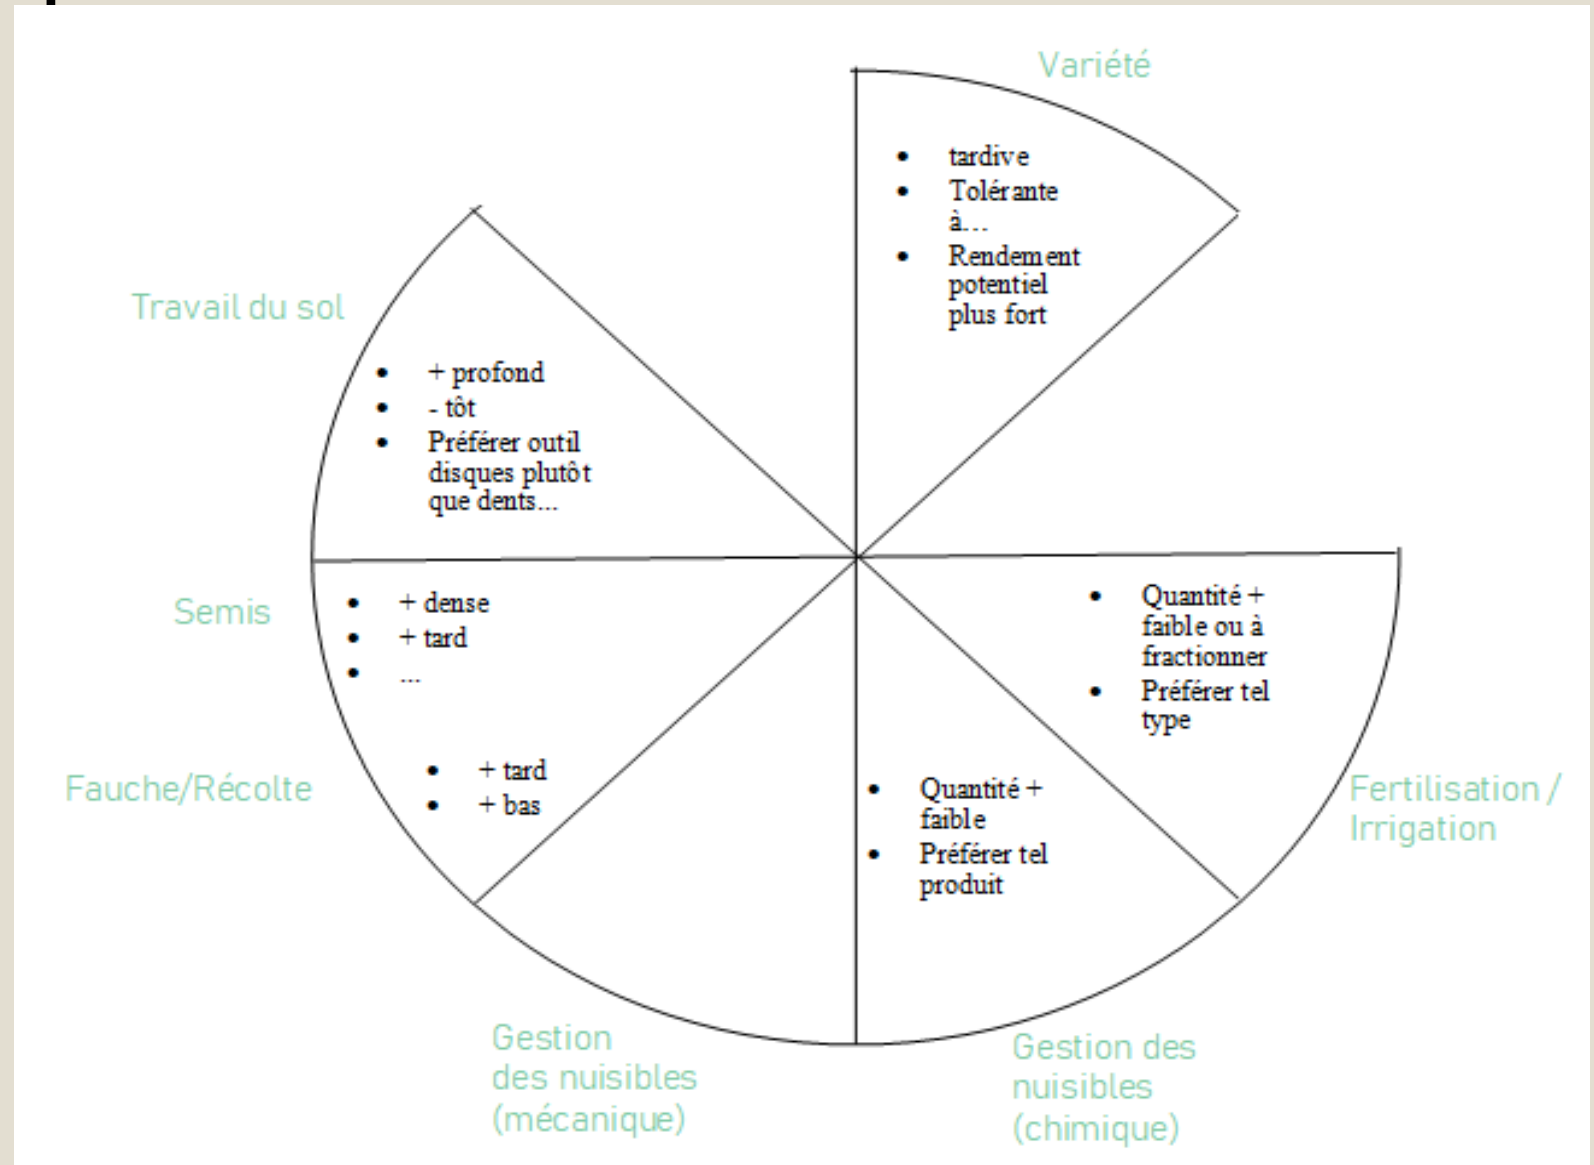 Variété
• tardive
• Tolérante
à...
• Rendement
potentiel
plus fort
Travail du sol
• + profond
• - tôt
• Préférer outil
disques plutôt
que dents...
Semis
• + dense
• + tard
• ...
Fauche/Récolte
• + tard
• + bas
• Quantité +
faible ou à
fractionner
• Préférer tel
type
Fertilisation /
Irrigation
• Quantité +
faible
• Préférer tel
produit
Gestion
des nuisibles
(mécanique)
Gestion des
nuisibles
(chimique)